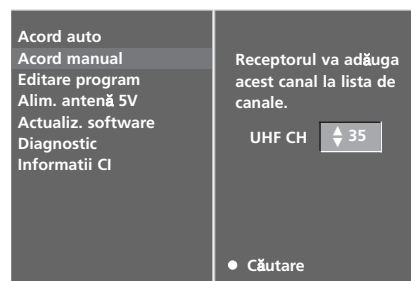 Acord auto
Acord manual
Editare program
Alim. antenă 5V
Actualiz. software
Diagnostic
Informatii CI
Receptorul va adăuga
acest canal la lista de
canale.
UHF CH 35
Căutare